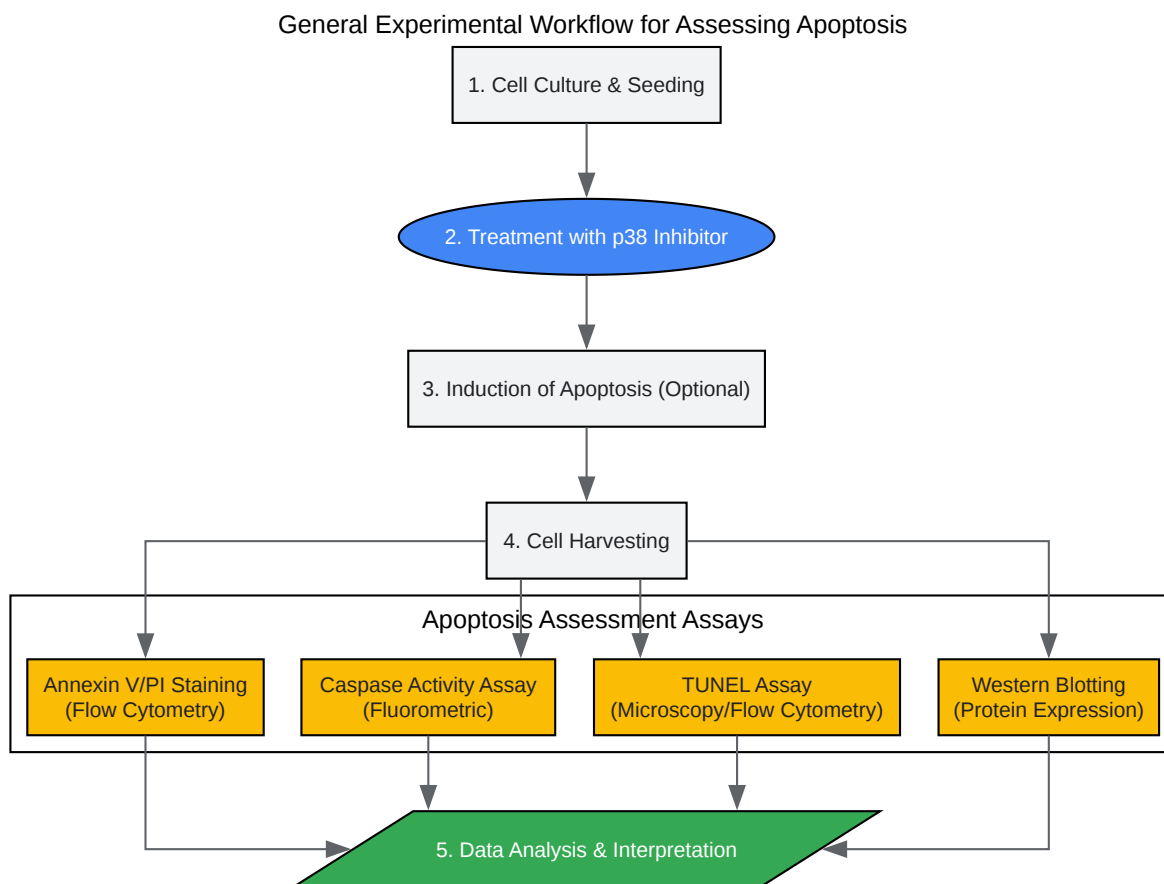 General Experimental Workflow for Assessing Apoptosis
1. Cell Culture & Seeding
2. Treatment with p38 Inhibitor
3. Induction of Apoptosis (Optional)
4. Cell Harvesting
Apoptosis Assessment Assays
Annexin V/PI Staining
(Flow Cytometry)
Caspase Activity Assay
(Fluorometric)
TUNEL Assay
(Microscopy/Flow Cytometry)
Western Blotting
(Protein Expression)
5. Data Analysis & Interpretation